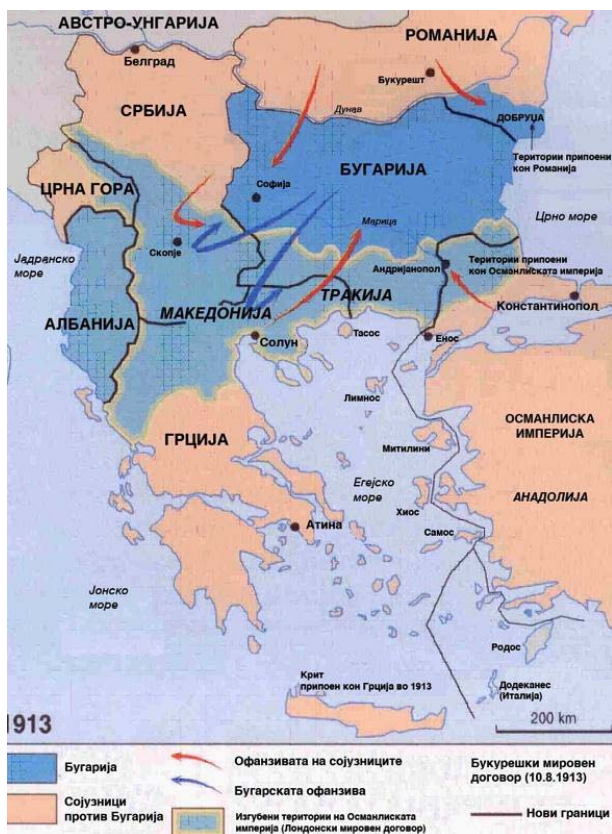 АВСТРО-УНГАРИЈА
РОМАНИЈА
Белград
Букурешт
СРБИЈА
Дунав
ДОБРУЏА
БУГАРИЈА
Територии припоени
кон Романија
ЦРНА ГОРА
Софија
Црно море
Јадранско
море
Скопје
Марица
Андријанопол
Територии припоени
кон Османлиската империја
МАКЕДОНИЈА
ТРАКИЈА
Константинопол
АЛБАНИЈА
Солун
Тасос
Енос
Лимнос
ГРЦИЈА
ОСМАНЛИСКА
ИМПЕРИЈА
Митилини
Егејско
море
АНАДОЛИЈА
Хиос
Атина
Самос
Јонско
море
Родос
Крит
припоен кон Грција во 1913
Додеканес
(Италија)
1913
200 km
Бугарија
Офанзивата на сојузниците
Букурешки мировен
договор (10.8.1913)
Бугарската офанзива
Сојузници
против Бугарија
Изгубени територии на Османлиската
империја (Лондонски мировен договор)
Нови граници